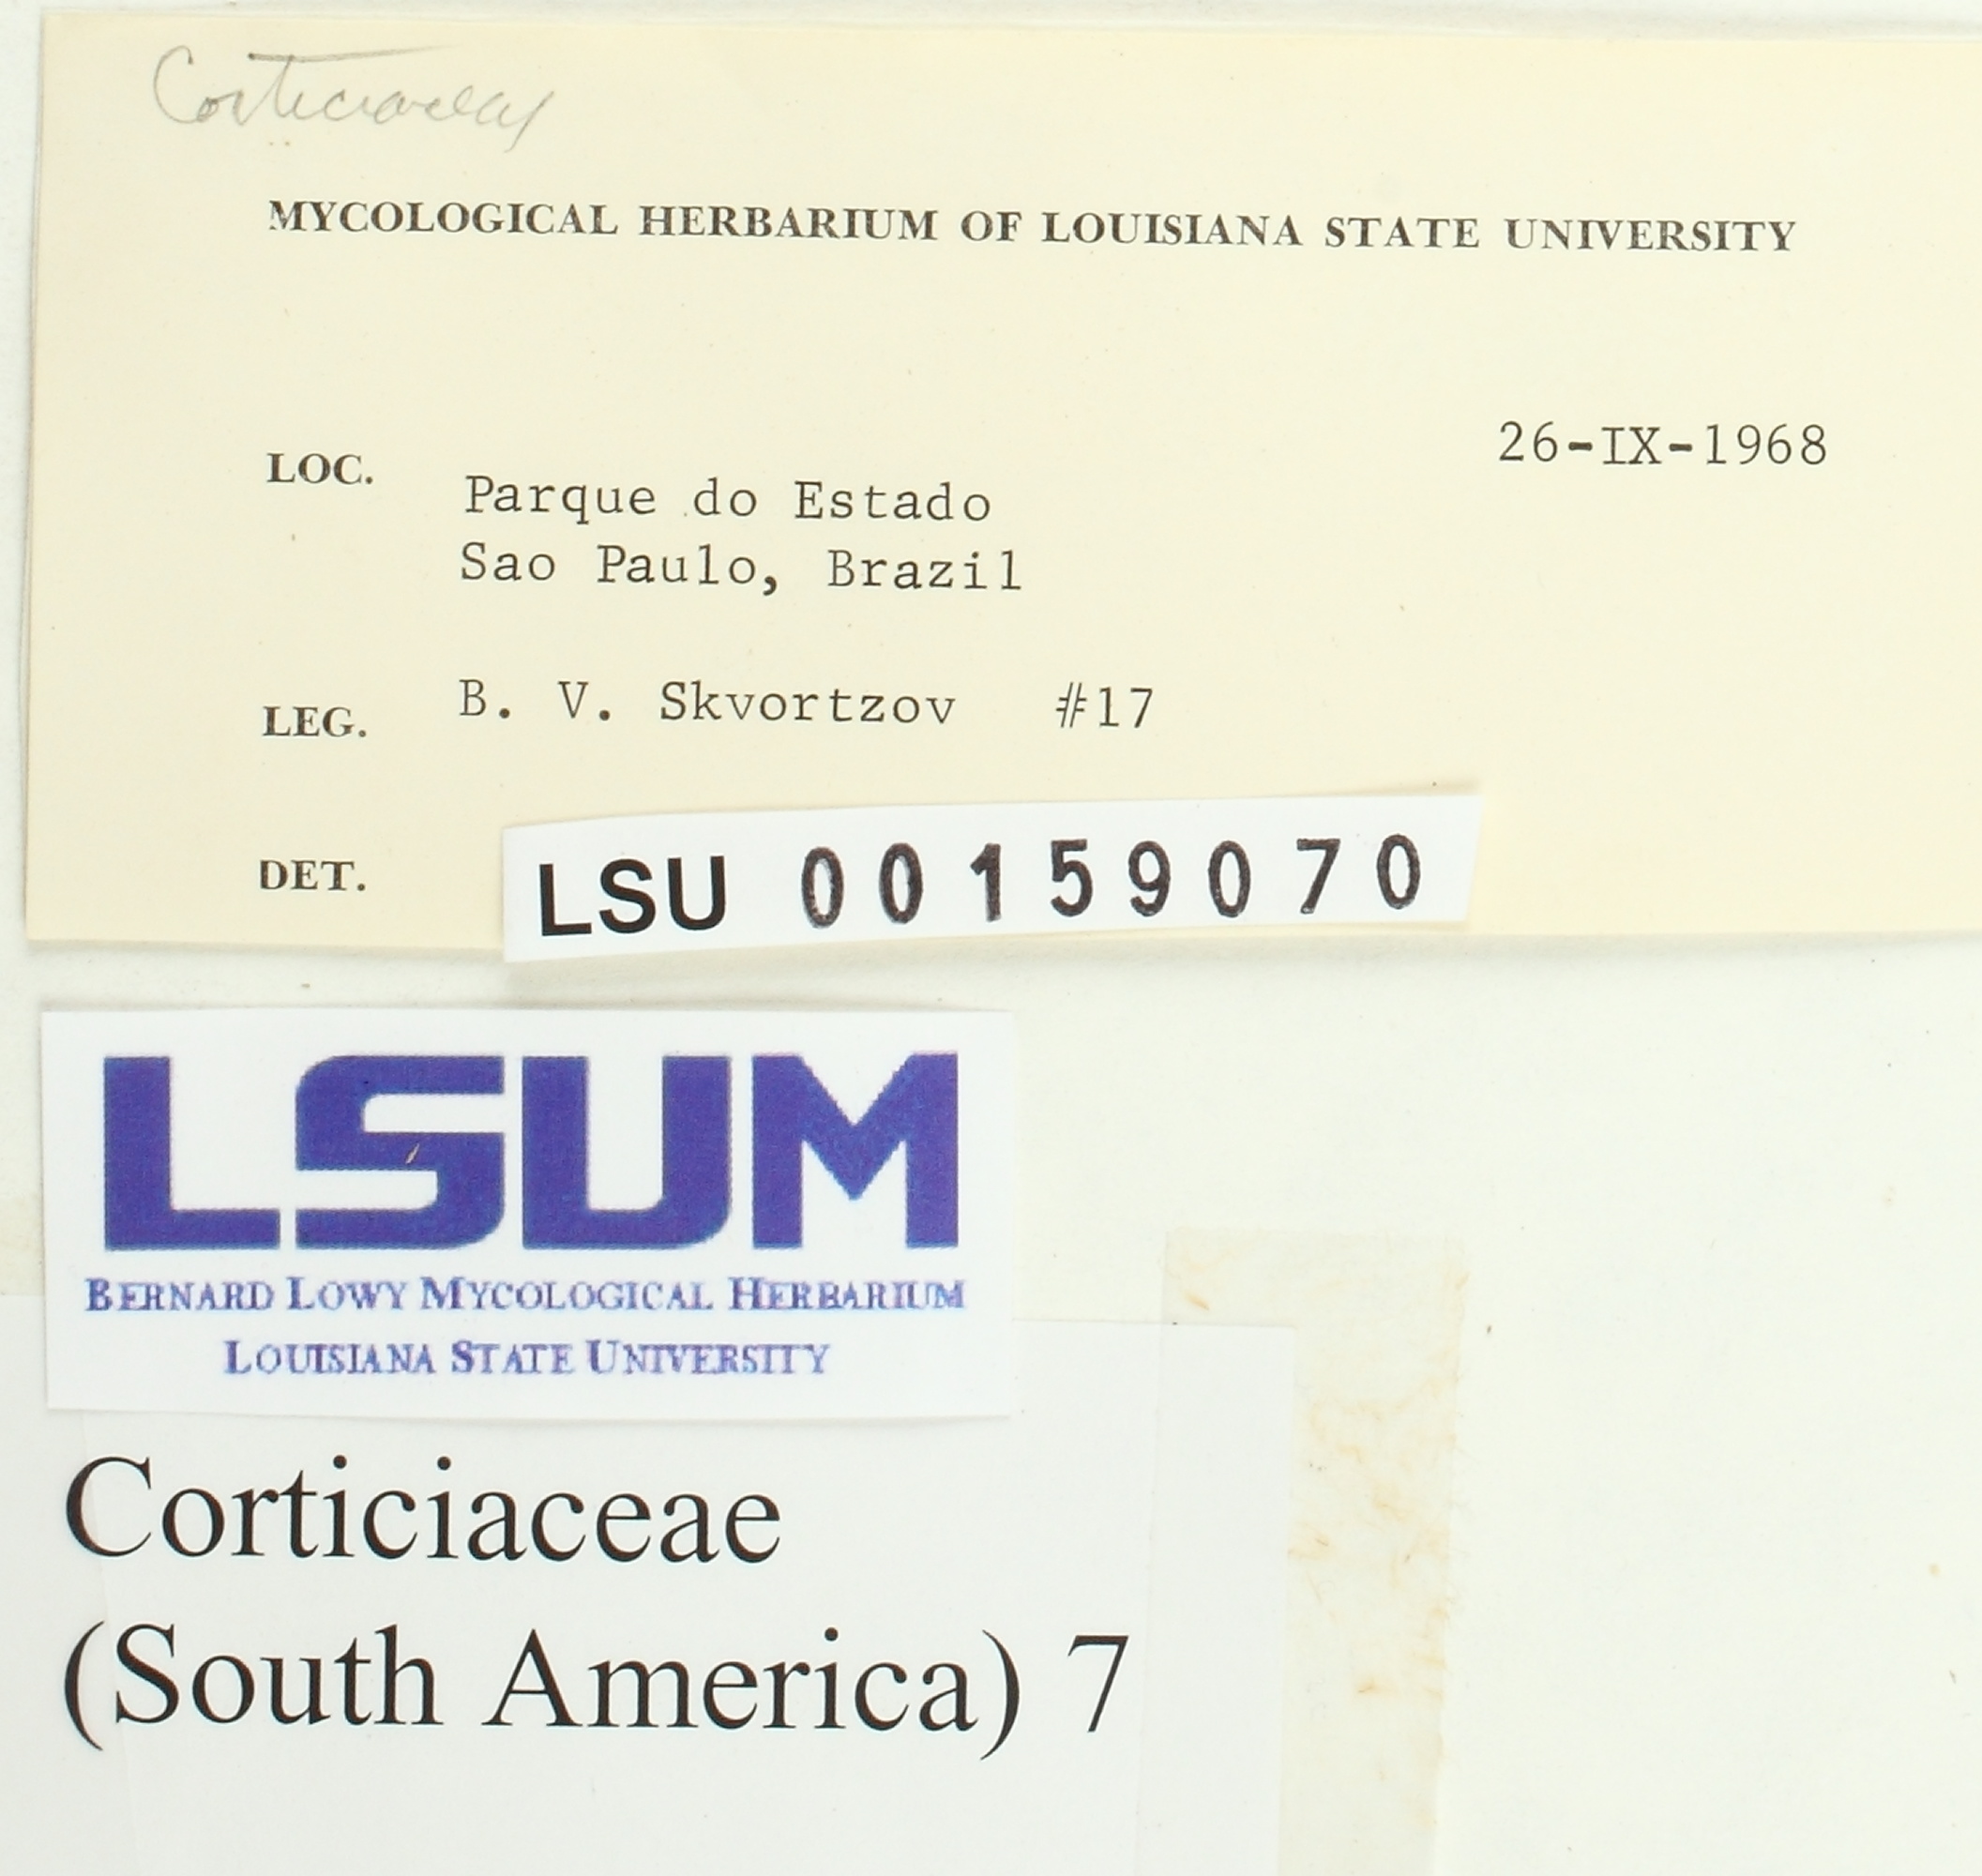 Corticiaceae
MYCOLOGICAL HERBARIUM OF LOUISIANA STATE UNIVERSITY
26-IX-1968
LOC. Parque do Estado
Sao Paulo, Brazil
LEG. B. V. Skvortzov #17
DET.
LSU 00159070
LSUM
BERNARD LOWY MYCOLOGICAL HERBARIUM
LOUISIANA STATE UNIVERSITY
Corticiaceae
(South America) 7